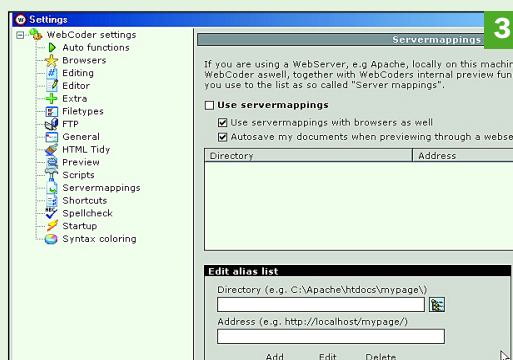 Settings
3
WebCoder settings
Auto functions
Browsers
Editing
Editor
Extra
Filetypes
FTP
General
HTML Tidy
Preview
Scripts
Servermappings
Shortcuts
Spellcheck
Startup
Syntax coloring
Servermappings
If you are using a WebServer, e.g Apache, locally on this machin
WebCoder aswell, together with WebCoders internal preview fun
you use to the list as so called "Server mappings".
Use servermappings
Use servermappings with browsers as well
Autosave my documents when previewing through a webse
Directory Address
Edit alias list
Directory (e.g. C:\Apache\htdocs\mypage\)
Address (e.g. http://localhost/mypage/)
Add Edit Delete